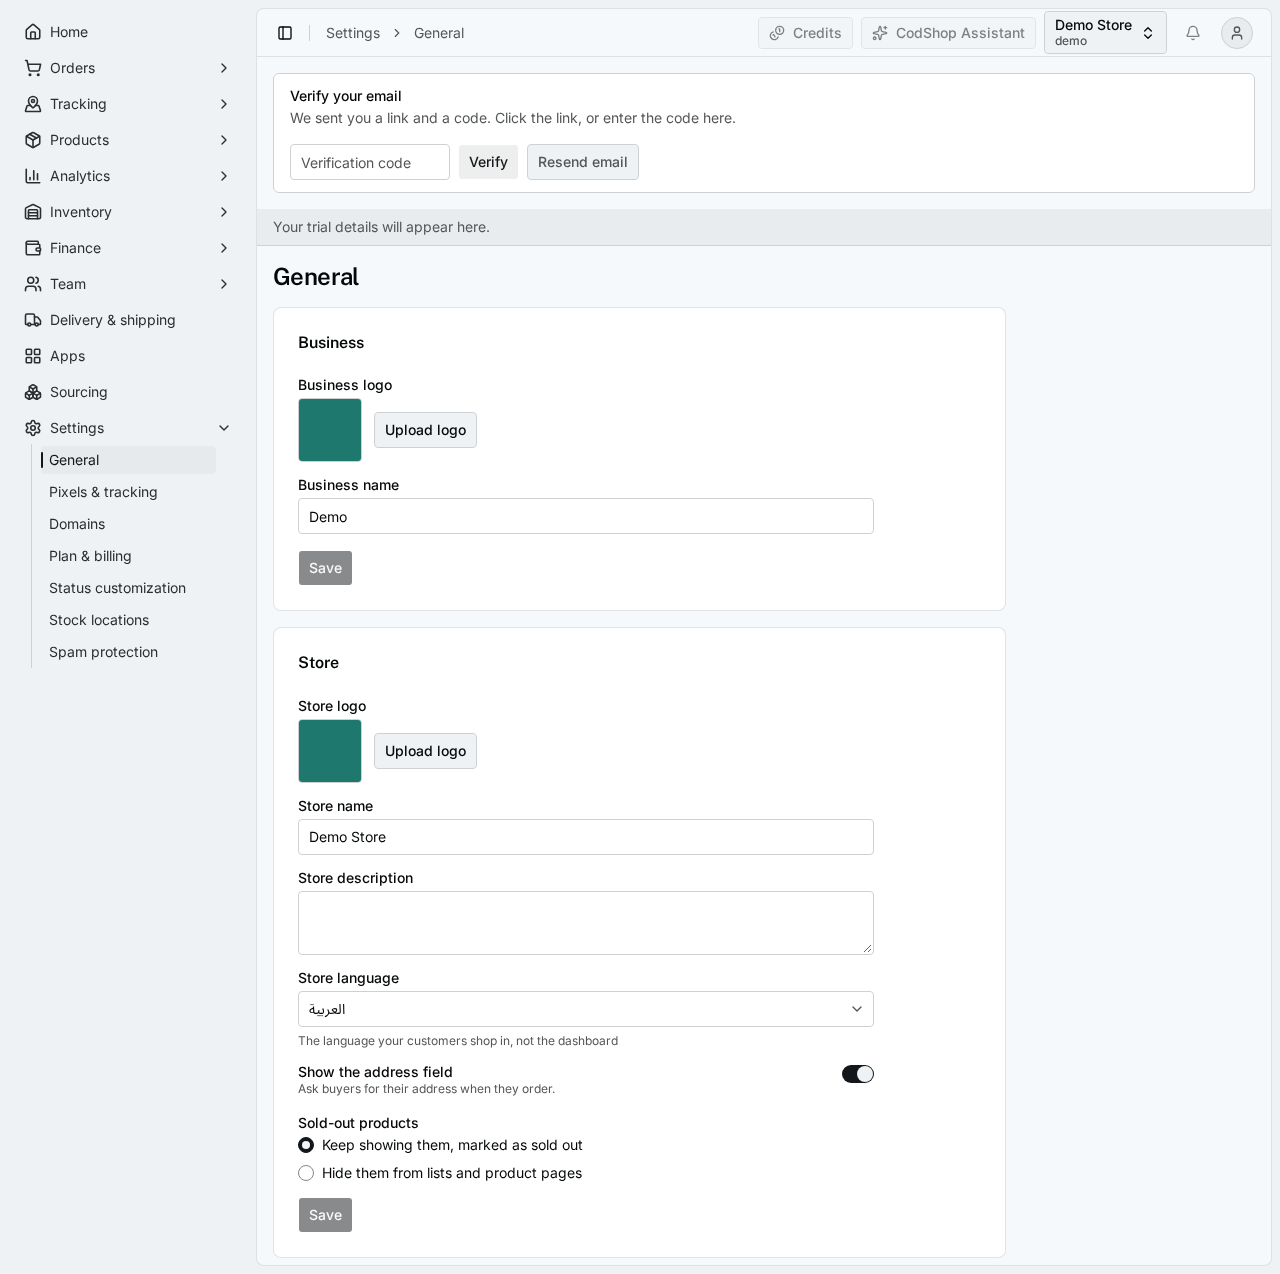 Home
Orders
Tracking
Products
Analytics
Inventory
Finance
Team
Delivery & shipping
Apps
Sourcing
Settings
General
Pixels & tracking
Domains
Plan & billing
Status customization
Stock locations
Spam protection
Settings
General
Credits
CodShop Assistant
Demo Store
demo
Verify your email
We sent you a link and a code. Click the link, or enter the code here.
Verification code
Verify
Resend email
Your trial details will appear here.
General
Business
Business logo
Upload logo
Business name
Demo
Save
Store
Store logo
Upload logo
Store name
Demo Store
Store description
Store language
العربية
The language your customers shop in, not the dashboard
Show the address field
Ask buyers for their address when they order.
Sold-out products
Keep showing them, marked as sold out
Hide them from lists and product pages
Save